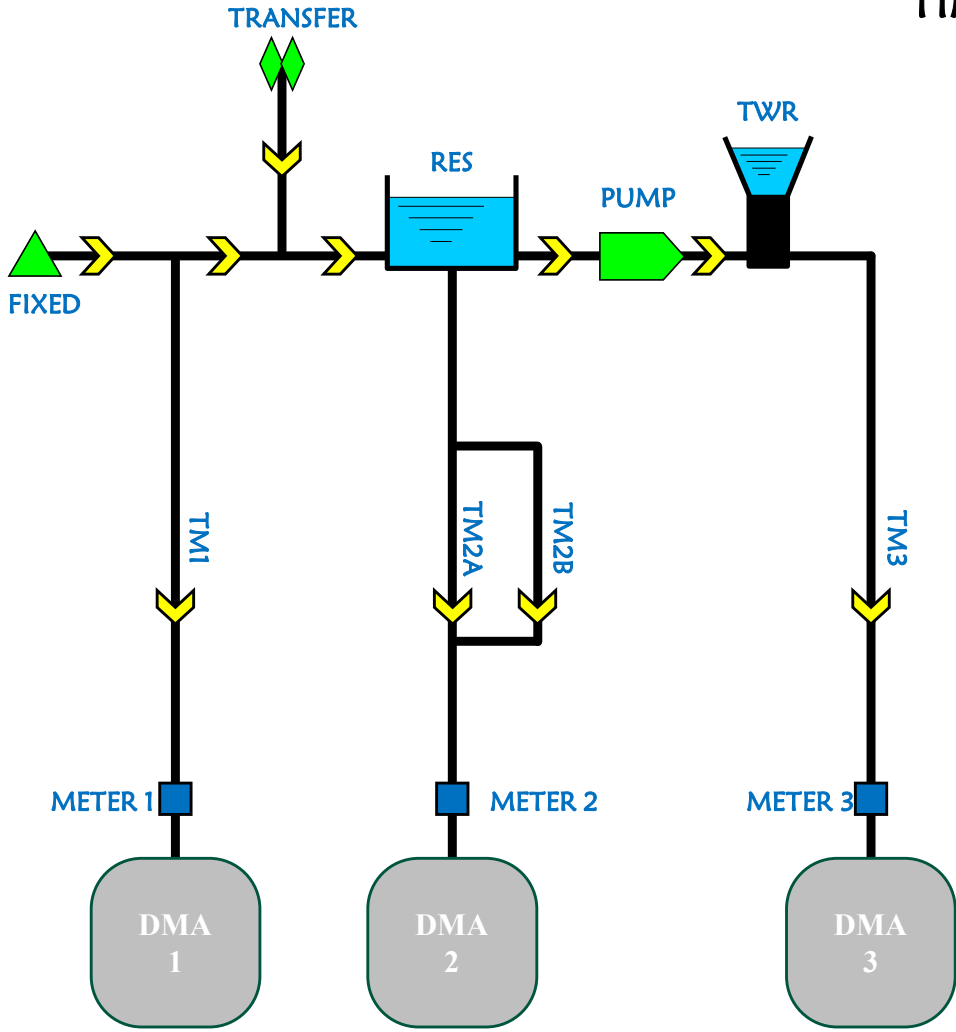 TRANSFER
TWR
RES
PUMP
FIXED
TM1
TM2A
TM2B
TM3
METER 1
METER 2
METER 3
DMA
1
DMA
2
DMA
3